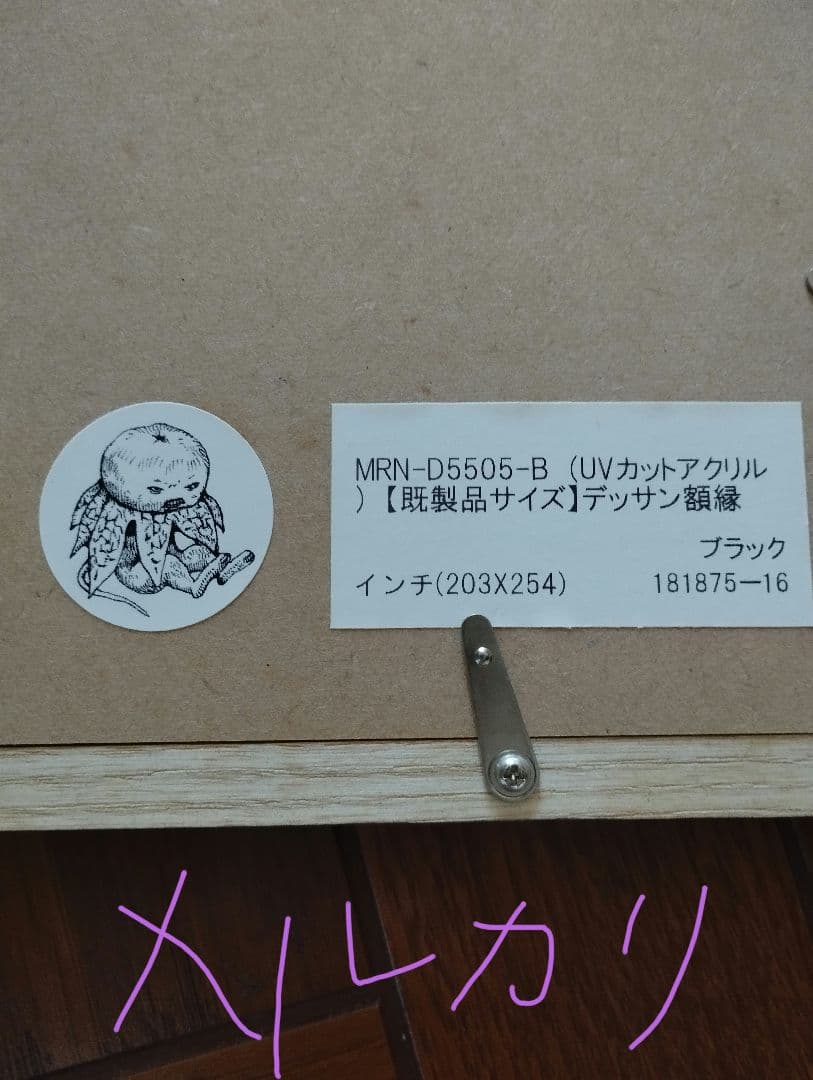 MRN-D5505-B (UVカットアクリル
)【既製品サイズ】デッサン額縁
ブラック
インチ(203X254) 181875ー16
メルカリ